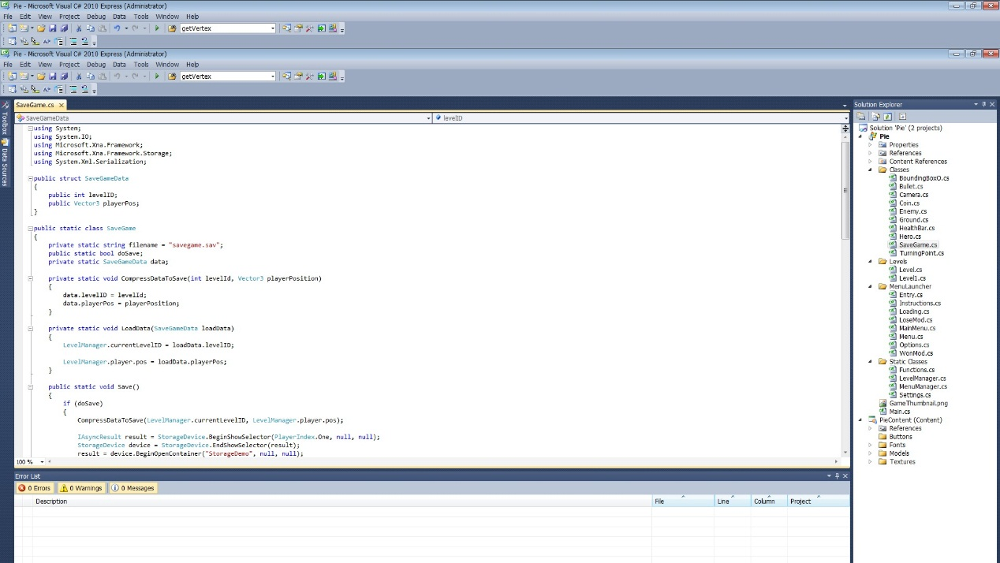 Pie - Microsoft Visual C# 2010 Express (Administrator)
File Edit View Project Debug Data Tools Window Help
getVertex
Pie - Microsoft Visual C# 2010 Express (Administrator)
File Edit View Project Debug Data Tools Window Help
getVertex
Toolbox
Data Sources
SaveGame.cs
SaveGameData
levelID
using System;
using System.IO;
using Microsoft.Xna.Framework;
using Microsoft.Xna.Framework.Storage;
using System.Xml.Serialization;
public struct SaveGameData
{
public int levelID;
public Vector3 playerPos;
}
public static class SaveGame
{
private static string filename = "savegame.sav";
public static bool doSave;
private static SaveGameData data;
private static void CompressDataToSave(int levelId, Vector3 playerPosition)
{
data.levelID = levelId;
data.playerPos = playerPosition;
}
private static void LoadData(SaveGameData loadData)
{
LevelManager.currentLevelID = loadData.levelID;
LevelManager.player.pos = loadData.playerPos;
}
public static void Save()
{
if (doSave)
{
CompressDataToSave(LevelManager.currentLevelID, LevelManager.player.pos);
IAsyncResult result = StorageDevice.BeginShowSelector(PlayerIndex.One, null, null);
StorageDevice device = StorageDevice.EndShowSelector(result);
result = device.BeginOpenContainer("StorageDemo", null, null);
100 %
Error List
0 Errors 0 Warnings 0 Messages
Description File Line Column Project
Solution Explorer
Solution 'Pie' (2 projects)
Pie
Properties
References
Content References
Classes
BoundingBoxO.cs
Bullet.cs
Camera.cs
Coin.cs
Enemy.cs
Ground.cs
HealthBar.cs
Hero.cs
SaveGame.cs
TurningPoint.cs
Levels
Level.cs
Level1.cs
MenuLauncher
Entry.cs
Instructions.cs
Loading.cs
LoseMod.cs
MainMenu.cs
Menu.cs
Options.cs
WonMod.cs
Static Classes
Functions.cs
LevelManager.cs
MenuManager.cs
Settings.cs
GameThumbnail.png
Main.cs
PieContent (Content)
References
Buttons
Fonts
Models
Textures